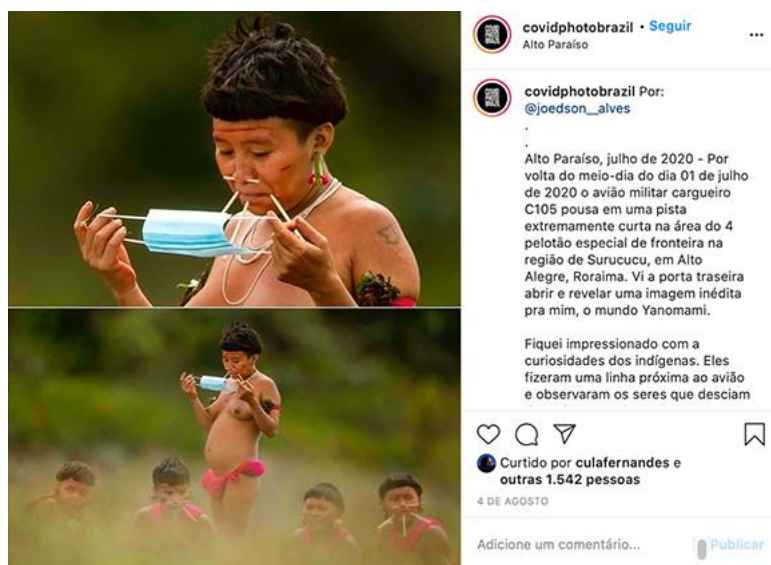 covidphotobrazil • Seguir
Alto Paraíso
covidphotobrazil Por:
@joedson__alves
.
.
Alto Paraíso, julho de 2020 - Por
volta do meio-dia do dia 01 de julho
de 2020 o avião militar cargueiro
C105 pousa em uma pista
extremamente curta na área do 4
pelotão especial de fronteira na
região de Surucucu, em Alto
Alegre, Roraima. Vi a porta traseira
abrir e revelar uma imagem inédita
pra mim, o mundo Yanomami.
Fiquei impressionado com a
curiosidades dos indígenas. Eles
fizeram uma linha próxima ao avião
e observaram os seres que desciam
Curtido por culafernandes e
outras 1.542 pessoas
4 DE AGOSTO
Adicione um comentário...
Publicar